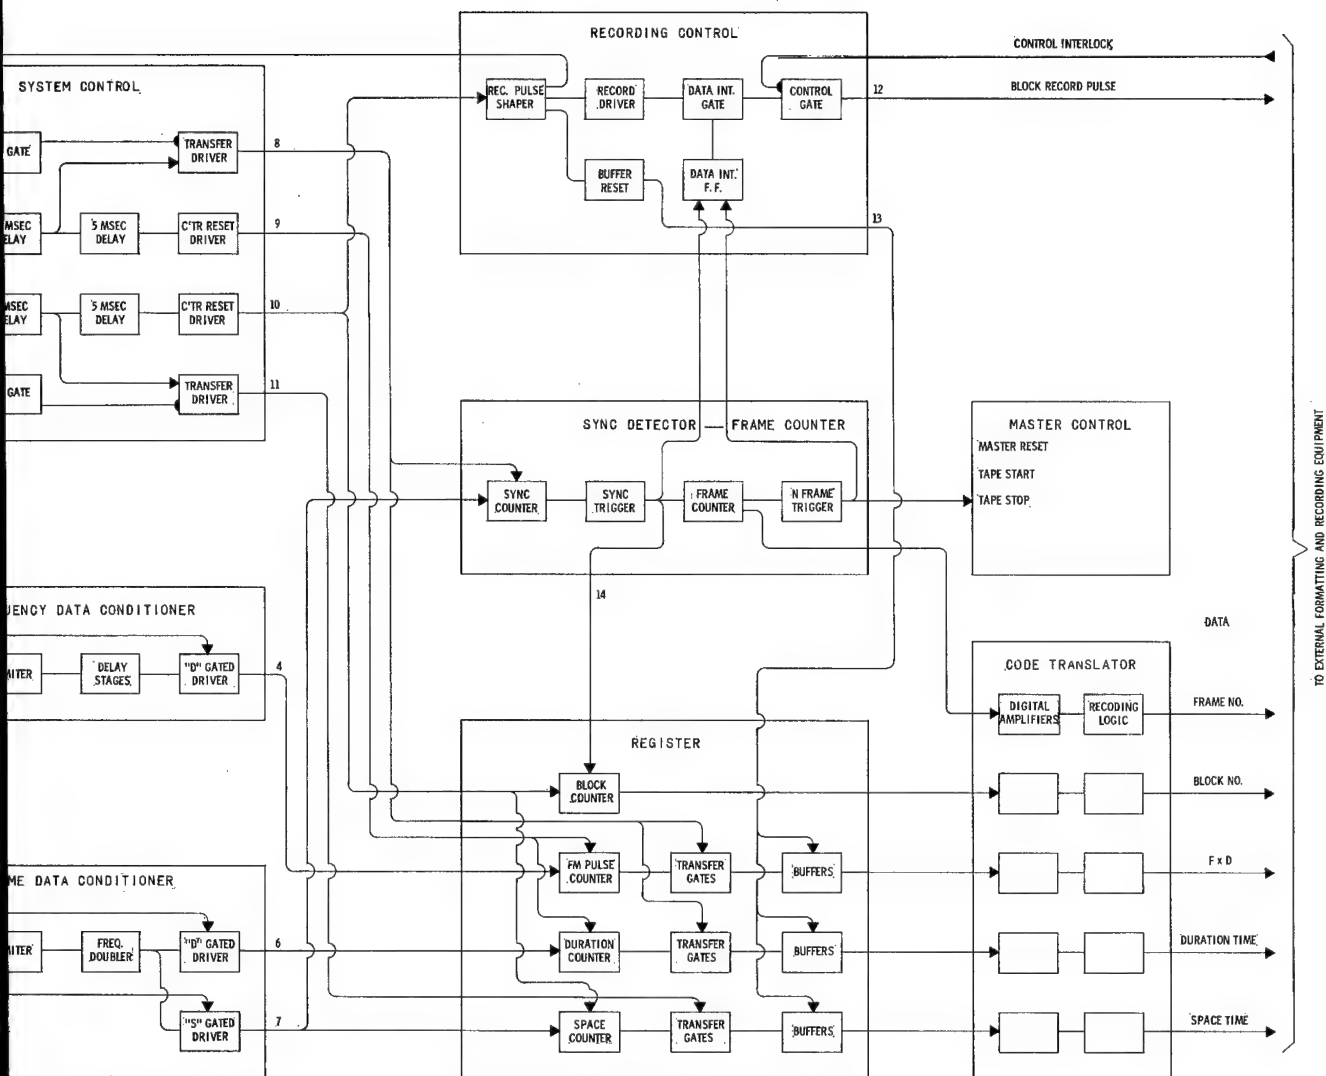 RECORDING CONTROL
CONTROL INTERLOCK
SYSTEM CONTROL
REC. PULSE
SHAPER
RECORD
DRIVER
DATA INT.
GATE
CONTROL
GATE
12
BLOCK RECORD PULSE
GATE
TRANSFER
DRIVER
8
BUFFER
RESET
DATA INT.
F.F.
13
MSEC
ELAY
5 MSEC
DELAY
C'TR RESET
DRIVER
9
MSEC
ELAY
5 MSEC
DELAY
C'TR RESET
DRIVER
10
GATE
TRANSFER
DRIVER
11
SYNC DETECTOR — FRAME COUNTER
SYNC
COUNTER
SYNC
TRIGGER
FRAME
COUNTER
N FRAME
TRIGGER
14
MASTER CONTROL
MASTER RESET
TAPE START
TAPE STOP
TO EXTERNAL FORMATTING AND RECORDING EQUIPMENT
UENCY DATA CONDITIONER
MITER
DELAY
STAGES
"D" GATED
DRIVER
4
DATA
CODE TRANSLATOR
DIGITAL
AMPLIFIERS
RECODING
LOGIC
FRAME NO.
REGISTER
BLOCK
COUNTER
BLOCK NO.
FM PULSE
COUNTER
TRANSFER
GATES
BUFFERS
F x D
ME DATA CONDITIONER
MITER
FREQ.
DOUBLER
"D" GATED
DRIVER
6
DURATION
COUNTER
TRANSFER
GATES
BUFFERS
DURATION TIME
"S" GATED
DRIVER
7
SPACE
COUNTER
TRANSFER
GATES
BUFFERS
SPACE TIME